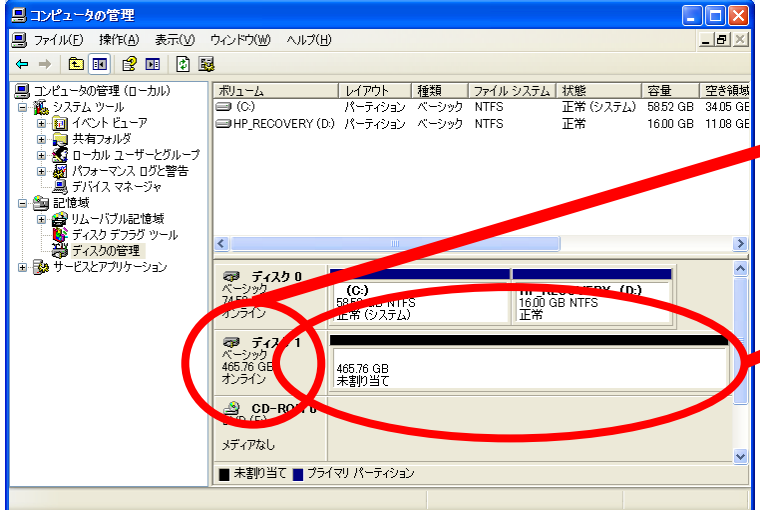 コンピュータの管理
ファイル(F) 操作(A) 表示(V) ウィンドウ(W) ヘルプ(H)
コンピュータの管理 (ローカル)
システム ツール
イベント ビューア
共有フォルダ
ローカル ユーザーとグループ
パフォーマンス ログと警告
デバイス マネージャ
記憶域
リムーバブル記憶域
ディスク デフラグ ツール
ディスクの管理
サービスとアプリケーション
ボリューム レイアウト 種類 ファイル システム 状態 容量 空き領域
(C:) パーティション ベーシック NTFS 正常 (システム) 58.52 GB 34.05 GE
HP_RECOVERY (D:) パーティション ベーシック NTFS 正常 16.00 GB 11.08 GE
ディスク 0
ベーシック
オンライン
(C:)
58.52 GB NTFS
正常 (システム)
HP_RECOVERY (D:)
16.00 GB NTFS
正常
ディスク 1
ベーシック
465.76 GB
オンライン
465.76 GB
未割り当て
CD-ROM 0
メディアなし
未割り当て プライマリ パーティション